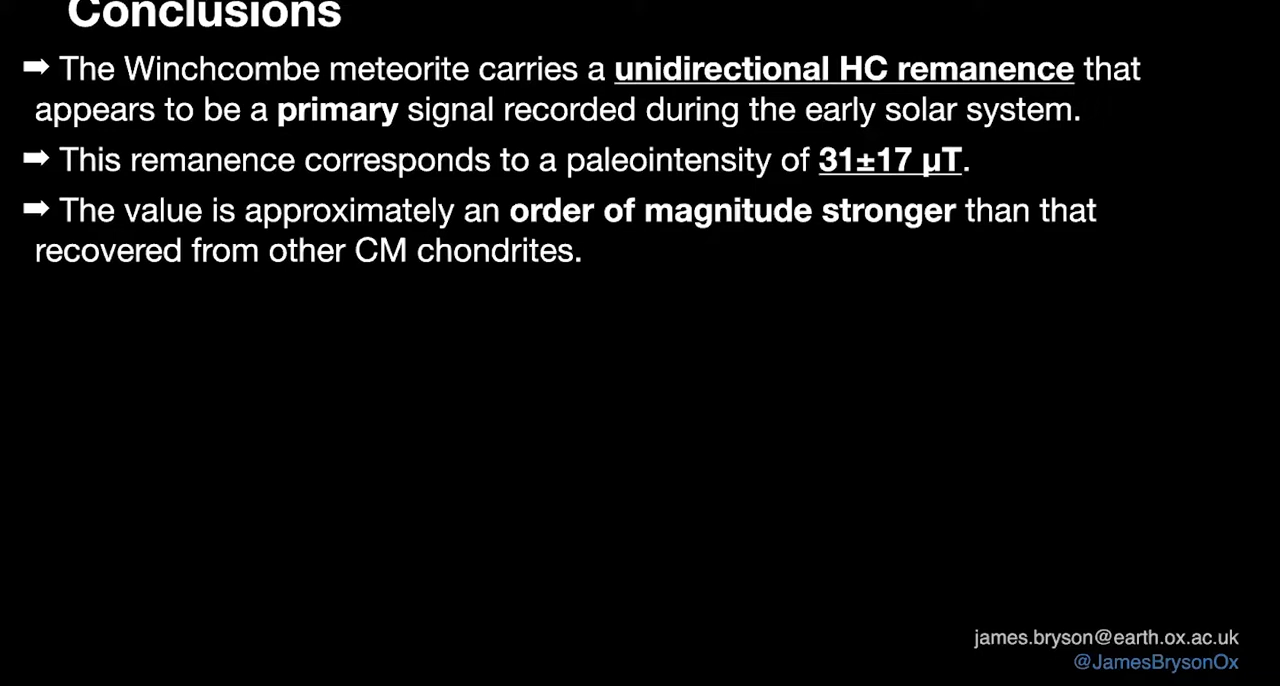 Conclusions
➡ The Winchcombe meteorite carries a unidirectional HC remanence that
appears to be a primary signal recorded during the early solar system.
➡ This remanence corresponds to a paleointensity of 31±17 µT.
➡ The value is approximately an order of magnitude stronger than that
recovered from other CM chondrites.
james.bryson@earth.ox.ac.uk
@JamesBrysonOx